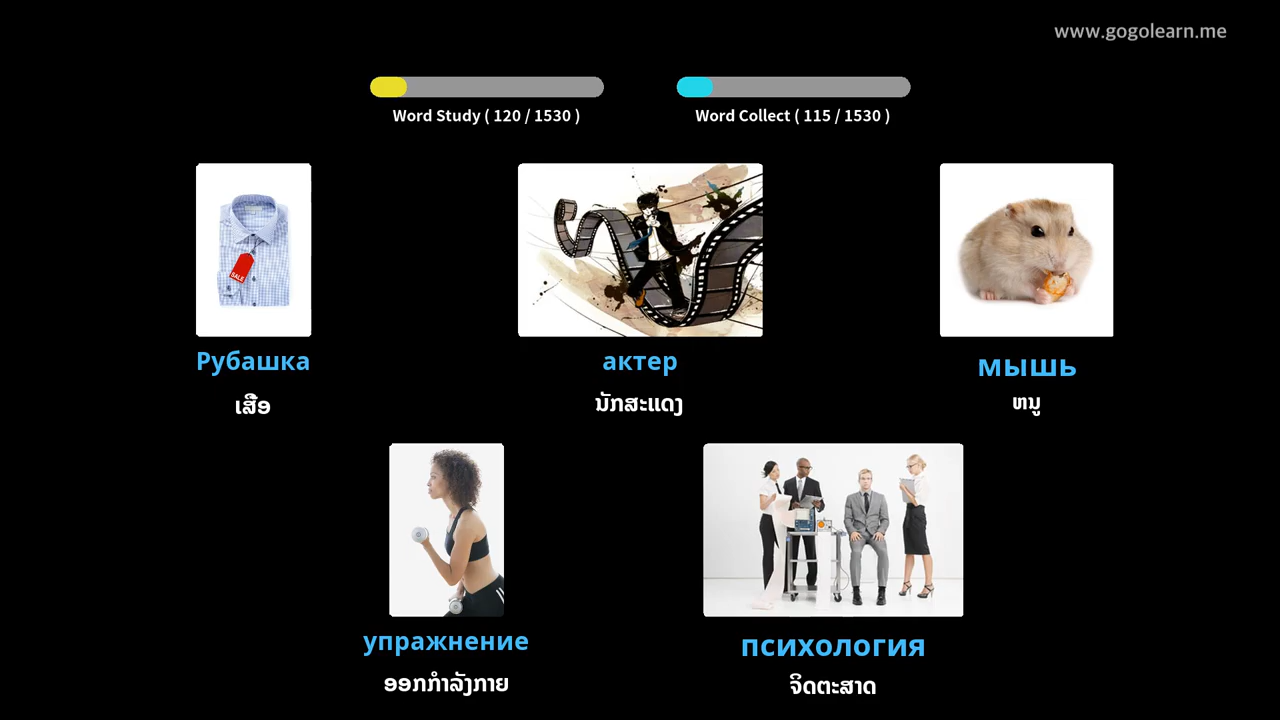 www.gogolearn.me
Word Study ( 120 / 1530 )
Word Collect ( 115 / 1530 )
SALE
Рубашка
актер
мышь
ເສື້ອ
ນັກສະແດງ
ຫນູ
упражнение
психология
ອອກກຳລັງກາຍ
ຈິດຕະສາດ